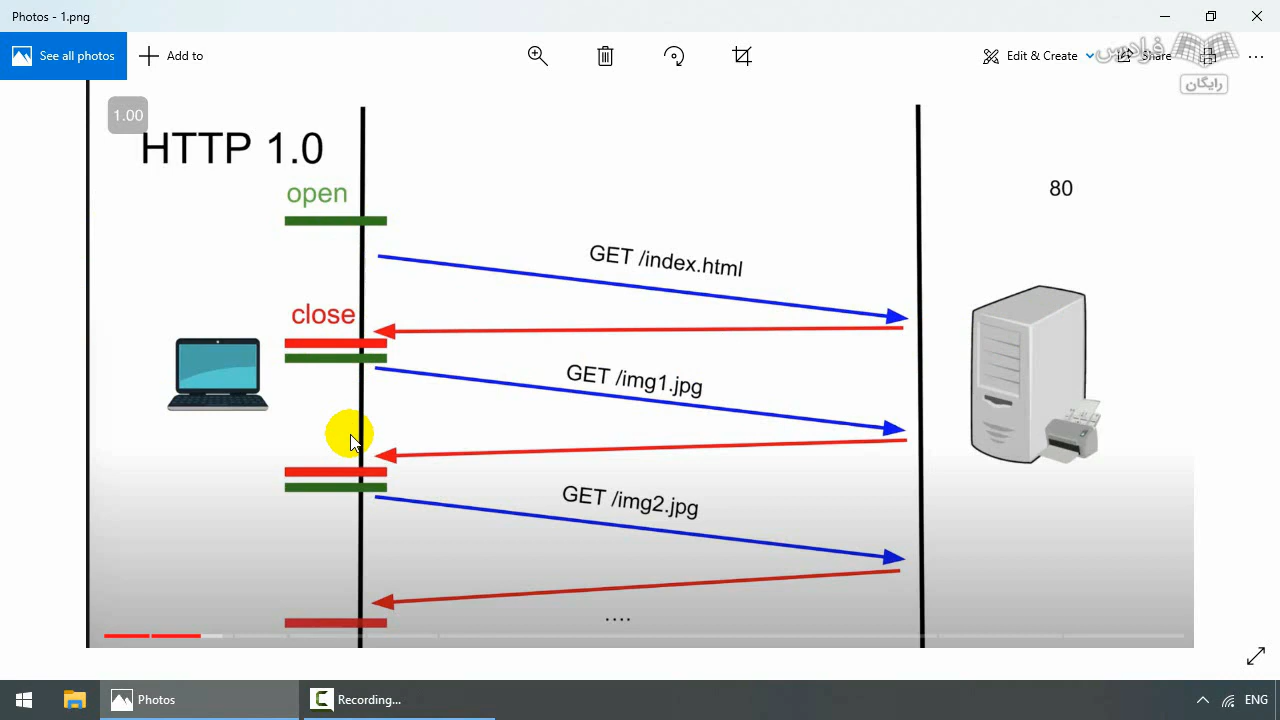 Photos - 1.png
See all photos
Add to
Edit & Create
Share
فرادرس
رایگان
1.00
HTTP 1.0
open
80
GET /index.html
close
GET /img1.jpg
GET /img2.jpg
....
Photos
Recording...
ENG